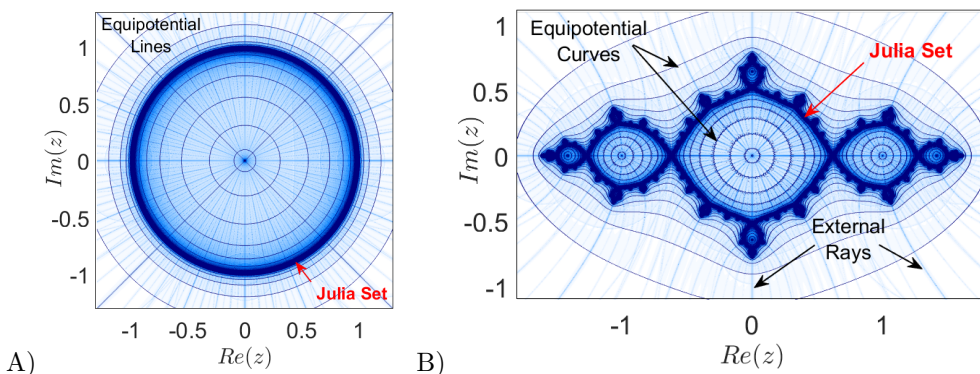 Equipotential
Lines
1
0.5
0
-0.5
-1
Im(z)
Julia Set
-1
-0.5
0
0.5
1
Re(z)
A)
Equipotential
Curves
Julia Set
1
0.5
0
-0.5
-1
Im(z)
External
Rays
-1
0
1
Re(z)
B)